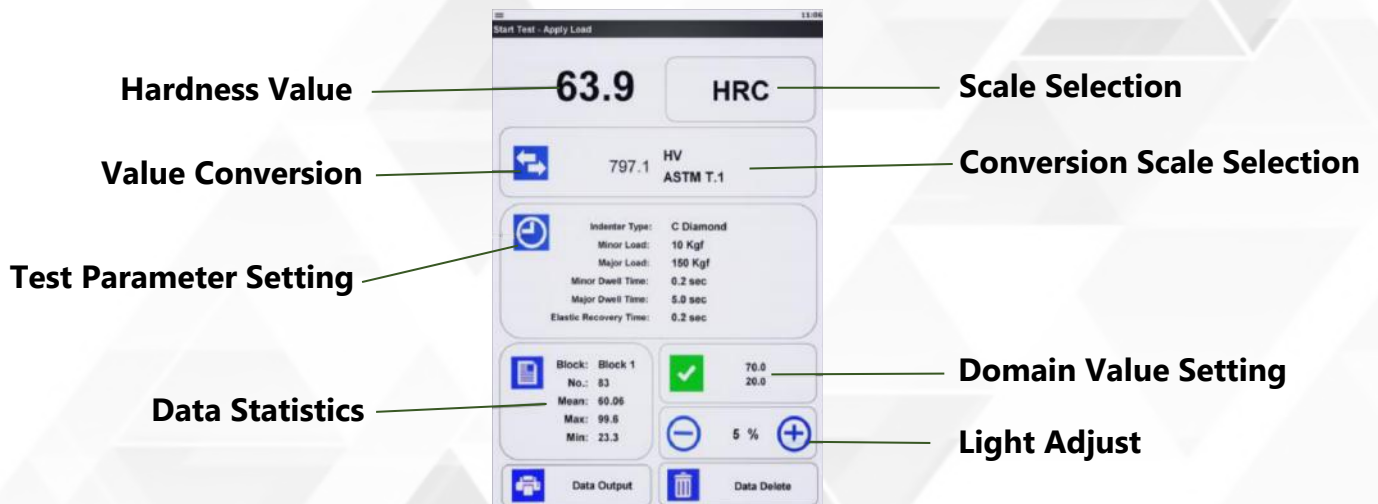 11:06
Start Test - Apply Load
Hardness Value
63.9
HRC
Scale Selection
Value Conversion
797.1
HV
ASTM T.1
Conversion Scale Selection
Test Parameter Setting
Indenter Type: C Diamond
Minor Load: 10 Kgf
Major Load: 150 Kgf
Minor Dwell Time: 0.2 sec
Major Dwell Time: 5.0 sec
Elastic Recovery Time: 0.2 sec
Data Statistics
Block: Block 1
No.: 83
Mean: 60.06
Max: 99.6
Min: 23.3
70.0
20.0
Domain Value Setting
5 %
Light Adjust
Data Output
Data Delete